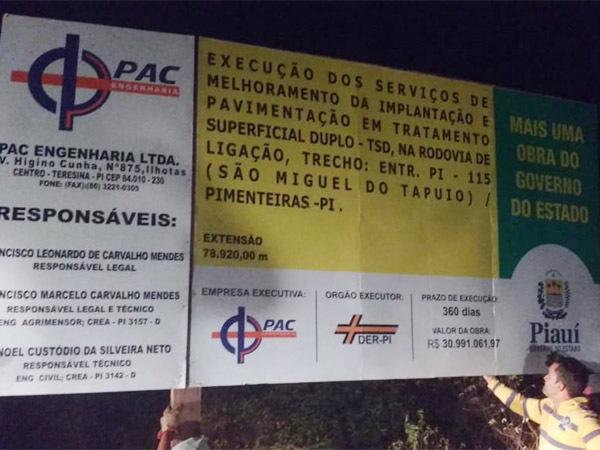 PAC
ENGENHARIA
PAC ENGENHARIA LTDA.
V. Higino Cunha, N°875, Ilhotas
CENTRO - TERESINA - PI CEP 64.010 - 230
FONE: (FAX):(86) 3221-0305
RESPONSÁVEIS:
NCISCO LEONARDO DE CARVALHO MENDES
RESPONSÁVEL LEGAL
NCISCO MARCELO CARVALHO MENDES
RESPONSÁVEL LEGAL E TÉCNICO
ENG AGRIMENSOR; CREA - PI 3157 - D
NOEL CUSTÓDIO DA SILVEIRA NETO
RESPONSÁVEL TÉCNICO
ENG CIVIL; CREA - PI 3142 - D
EXECUÇÃO DOS SERVIÇOS DE
MELHORAMENTO DA IMPLANTAÇÃO E
PAVIMENTAÇÃO EM TRATAMENTO
SUPERFICIAL DUPLO - TSD, NA RODOVIA DE
LIGAÇÃO, TRECHO: ENTR. PI - 115
(SÃO MIGUEL DO TAPUIO) /
PIMENTEIRAS -PI .
EXTENSÃO
78.920,00 m
EMPRESA EXECUTIVA:
PAC
ENGENHARIA
ORGÃO EXECUTOR:
DER-PI
PRAZO DE EXECUÇÃO:
360 dias
VALOR DA OBRA:
R$ 30.991.061,97
MAIS UMA
OBRA DO
GOVERNO
DO ESTADO
Piauí
GOVERNO DO ESTADO